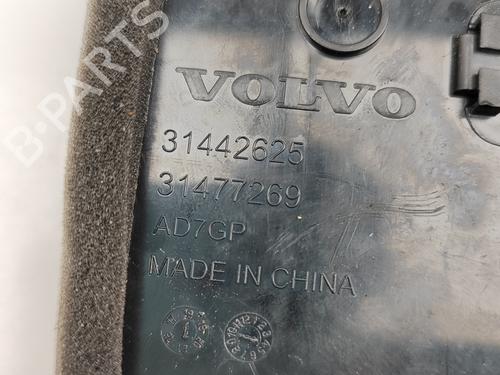 VOLVO
31442625
31477269
AD7GP
MADE IN CHINA
B-PARTS